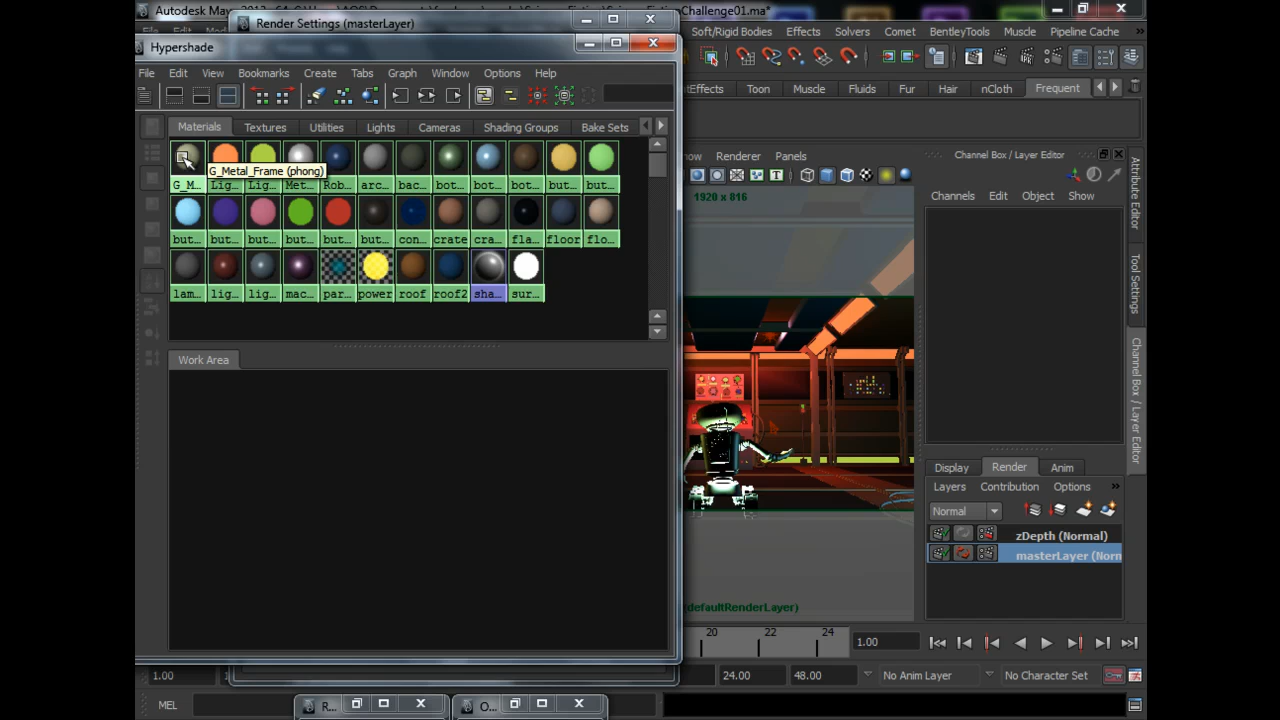 Autodesk May
Challenge01.ma*
Render Settings (masterLayer)
Hypershade
Soft/Rigid Bodies Effects Solvers Comet BentleyTools Muscle Pipeline Cache »
File Edit View Bookmarks Create Tabs Graph Window Options Help
Effects Toon Muscle Fluids Fur Hair nCloth Frequent
Materials Textures Utilities Lights Cameras Shading Groups Bake Sets
Renderer Panels
Channel Box / Layer Editor
G_Metal_Frame (phong)
G_M... Lig... Lig... Met... Rob... arc... bac... bot... bot... bot... but... but...
Channels Edit Object Show
1920 x 816
but... but... but... but... but... but... con... crate cra... fla... floor flo...
lam... lig... lig... mac... par... power roof roof2 sha... sur...
Attribute Editor
Tool Settings
Channel Box / Layer Editor
Work Area
Display Render Anim
Layers Contribution Options »
Normal
zDepth (Normal)
masterLayer (Norm
defaultRenderLayer)
20 22 24 1.00
1.00 24.00 48.00 No Anim Layer No Character Set
MEL R... O...